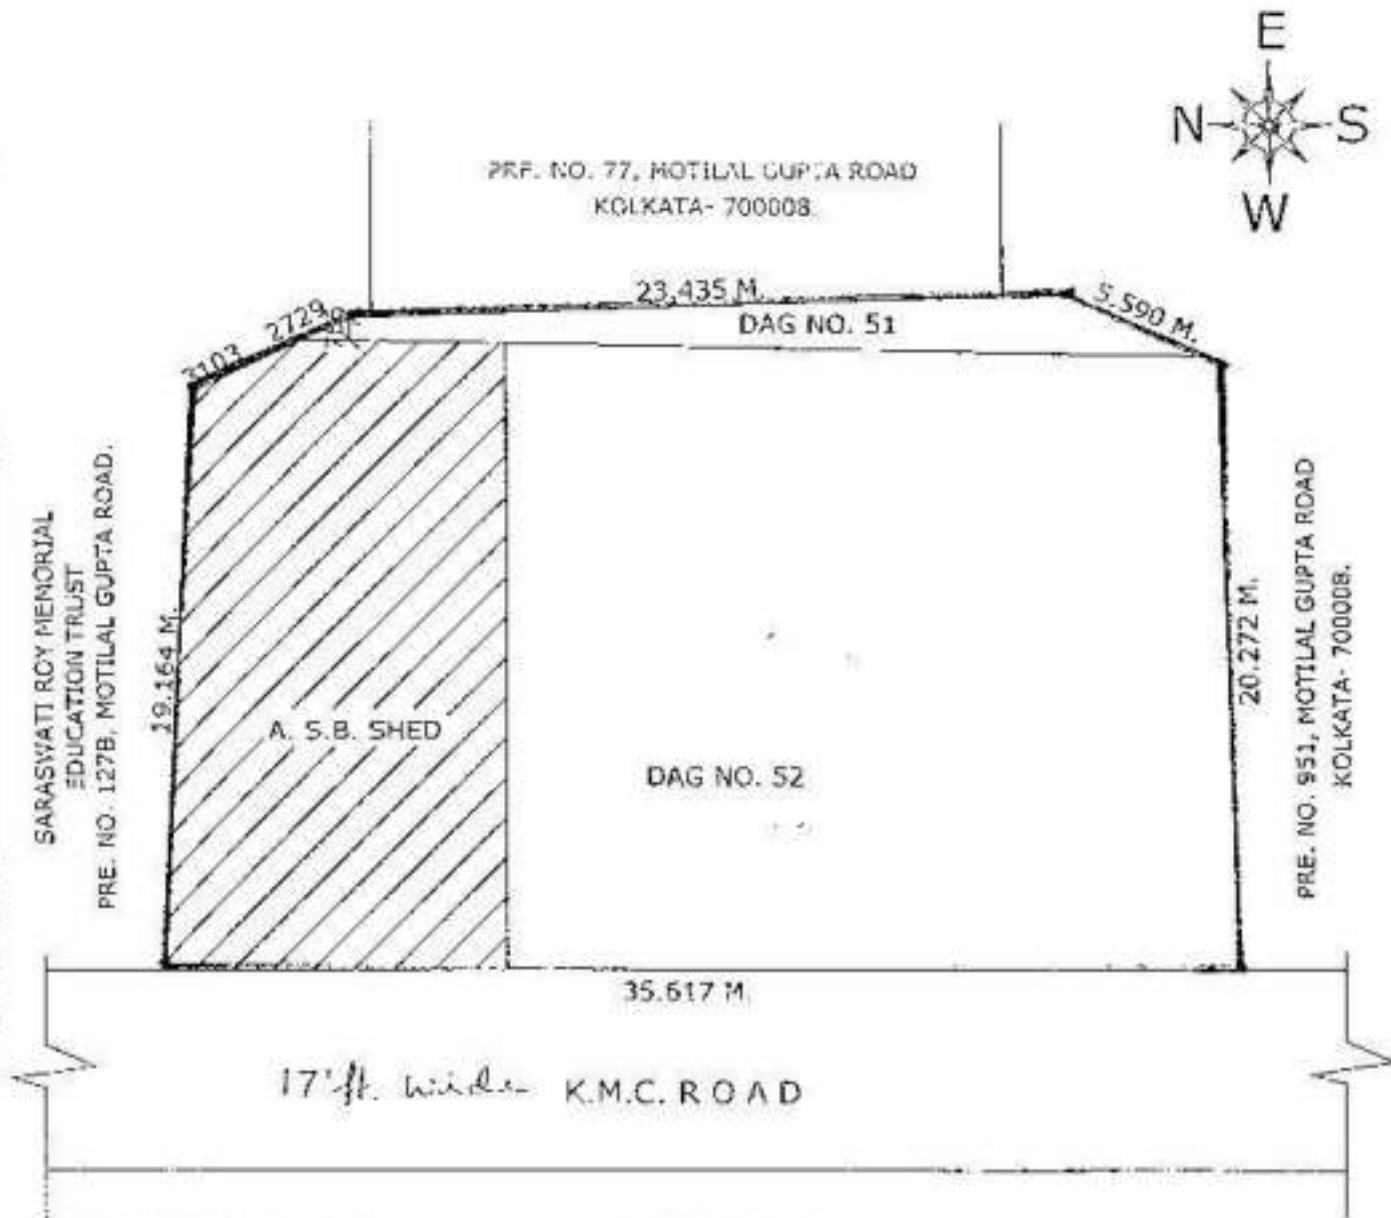 E
N S
W
PRE. NO. 77, MOTILAL GUPTA ROAD
KOLKATA- 700008.
23.435 M.
5.590 M.
2729
3103
DAG NO. 51
SARASWATI ROY MEMORIAL
EDUCATION TRUST
PRE. NO. 127B, MOTILAL GUPTA ROAD.
19.164 M.
A. S.B. SHED
DAG NO. 52
20.272 M.
PRE. NO. 951, MOTILAL GUPTA ROAD
KOLKATA- 700008.
35.617 M.
17'ft. wide K.M.C. ROAD